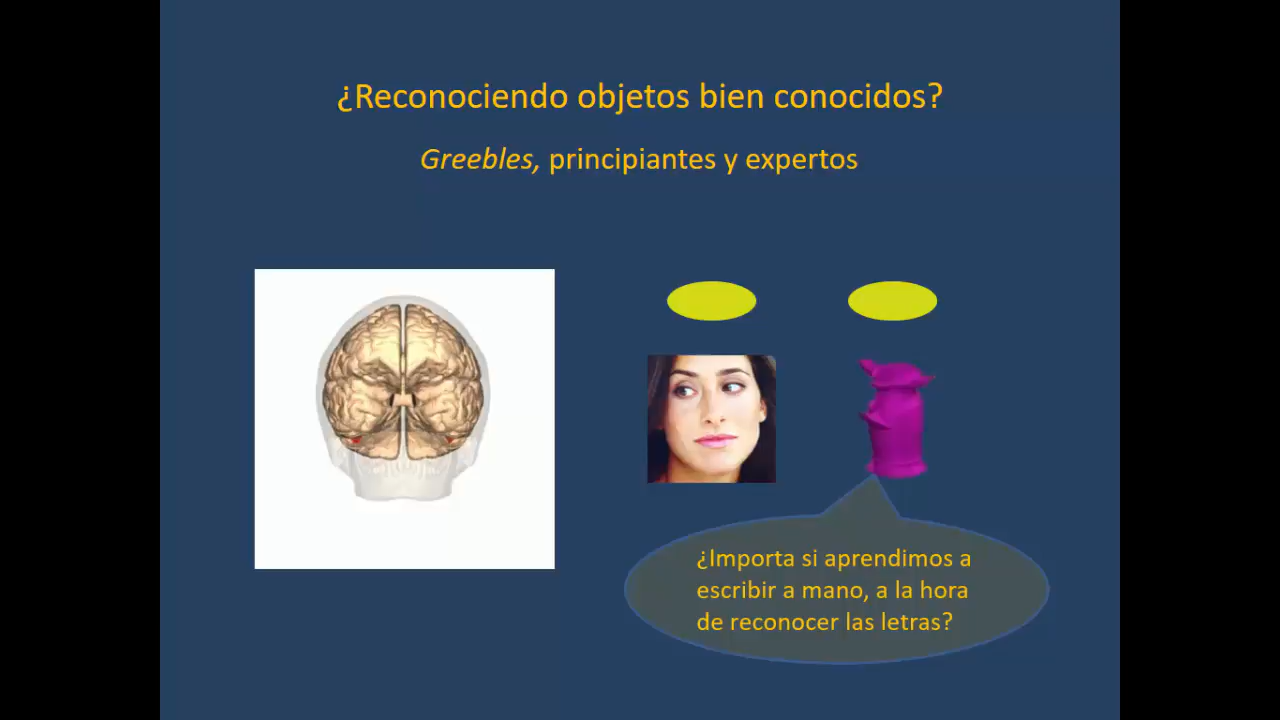 ¿Reconociendo objetos bien conocidos?
Greebles, principiantes y expertos
¿Importa si aprendimos a
escribir a mano, a la hora
de reconocer las letras?